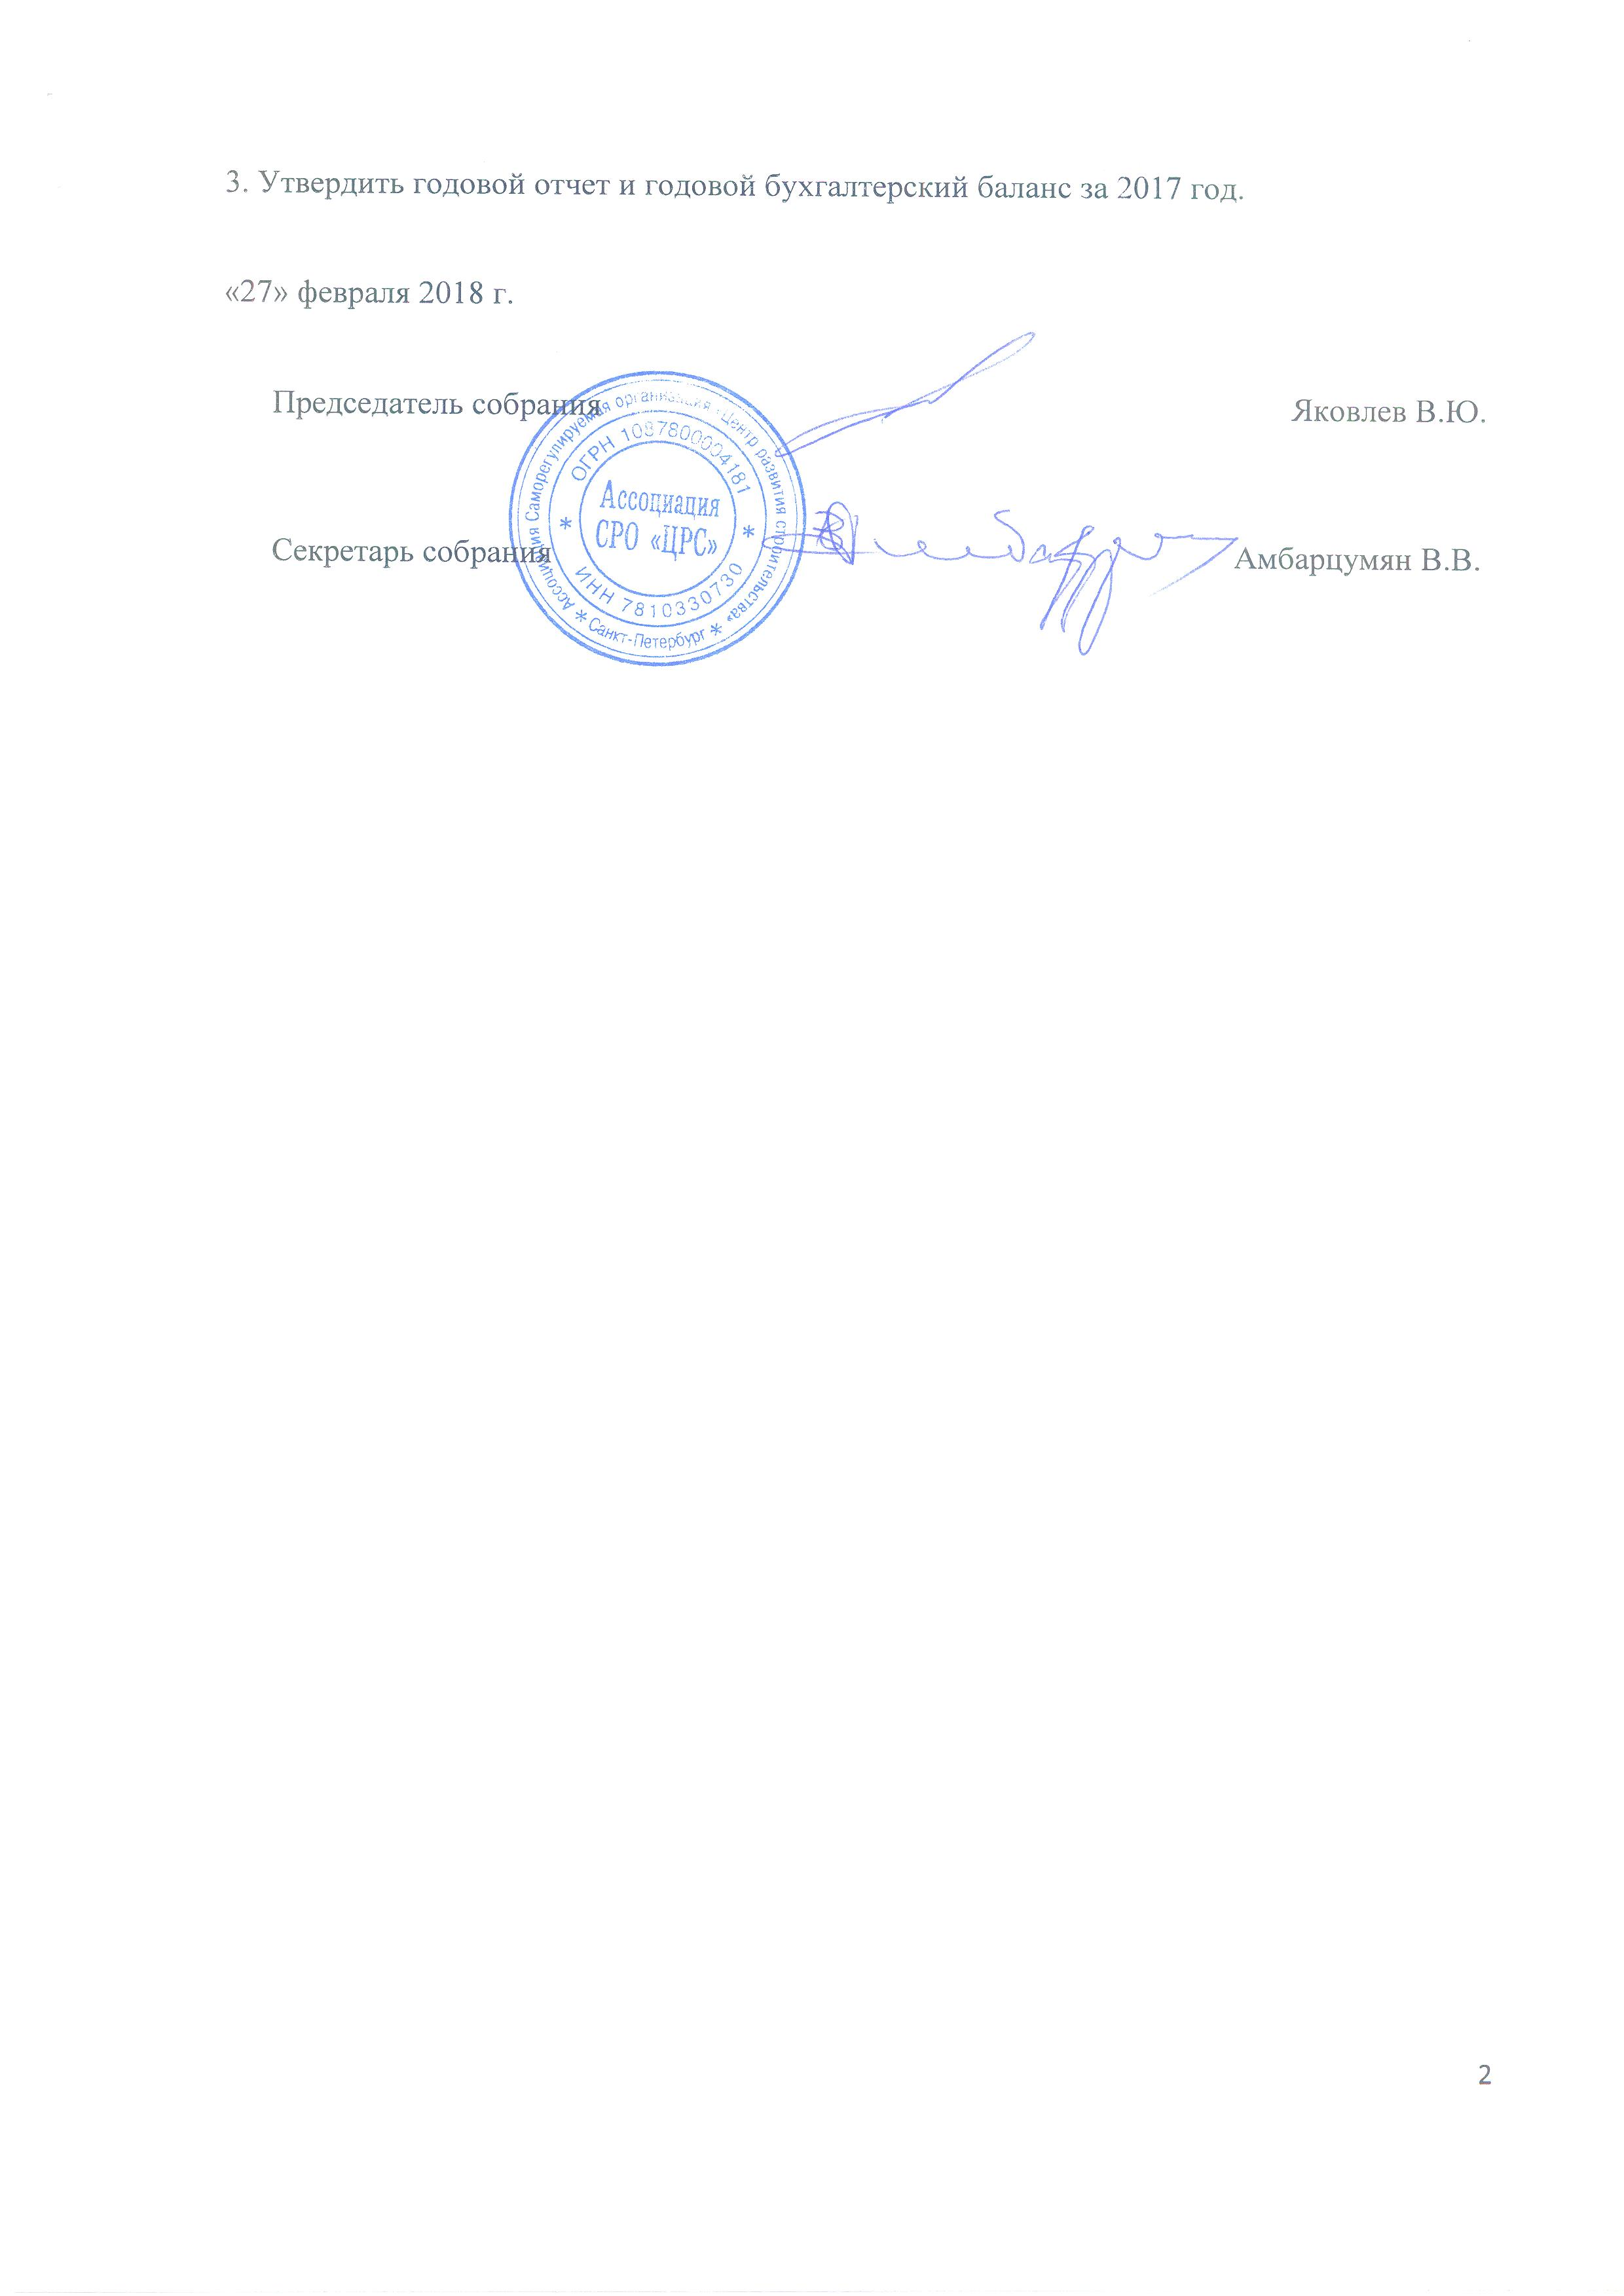 3. Утвердить годовой отчет и годовой бухгалтерский баланс за 2017 год.
«27» февраля 2018 г.
Председатель собрания
Яковлев В.Ю.
Ассоциация Саморегулируемая организация «Центр развития строительства»
ОГРН 1097800004181
Ассоциация
СРО «ЦРС»
ИНН 7810330730
* Санкт-Петербург *
Секретарь собрания
Амбарцумян В.В.
2